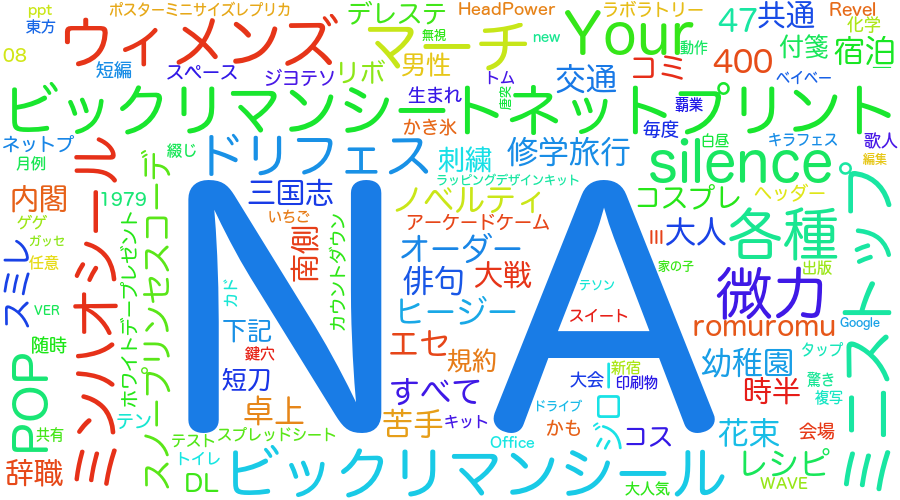 ppt
ポスターミニサイズレプリカ
デレステ
HeadPower
ラボラトリー
47
共通
Revel
東方
ウィメンズ
無視
マーチ
new
Your
動作
付箋
化学
宿泊
08
短編
スペース
ジヨテソ
リボ
男性
トム
交通
コミ
400
ベイベー
一
ビックリマンシートネットプリント
生まれ
唐突
覇業
ネットプ
月例
綴じ
ドリフェス
かき氷
刺繍
修学旅行
毎度
白昼
キラフェス
歌人
編集
silence
内閣
1979
三国志
ラッピングデザインキット
ノベルティ
コスプレ
ヘッダー
ミニストップ
ゲゲ
ガッセ
いちご
アーケードケーム
III
大人
各種
スミレ
任意
ミンハオシール
ホワイトデープレゼント
スノープリンセスコーデ
南側
カウントダウン
オーダー
俳句
大戦
家の子
出版
VER
カド
NA
テソン
微力
随時
下記
ヒージー
スイート
romuromu
Google
鍵穴
エセ
規約
幼稚園
タップ
POP
短刀
すべて
大会
新宿
印刷物
時半
驚き
複写
テン
卓上
苦手
キット
ドライブ
シロー
共有
テスト
スプレッドシート
かも
コス
花束
会場
辞職
トイレ
DL
ビックリマンシール
Office
大人気
レシピ
WAVE